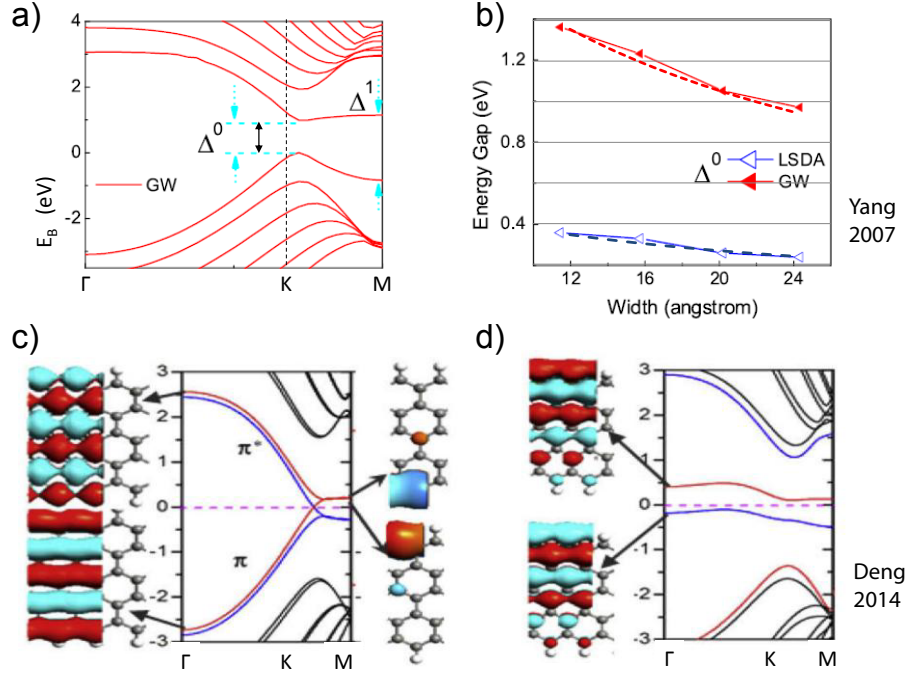 a)
4
2
0
-2
E_B (eV)
Δ^0
Δ^1
GW
Γ
K
M
b)
1.2
0.8
0.4
Energy Gap (eV)
Δ^0
LSDA
GW
12
16
20
24
Width (angstrom)
Yang
2007
c)
3
2
1
0
-1
-2
-3
π*
π
Γ
K
M
d)
3
2
1
0
-1
-2
-3
Γ
K
M
Deng
2014